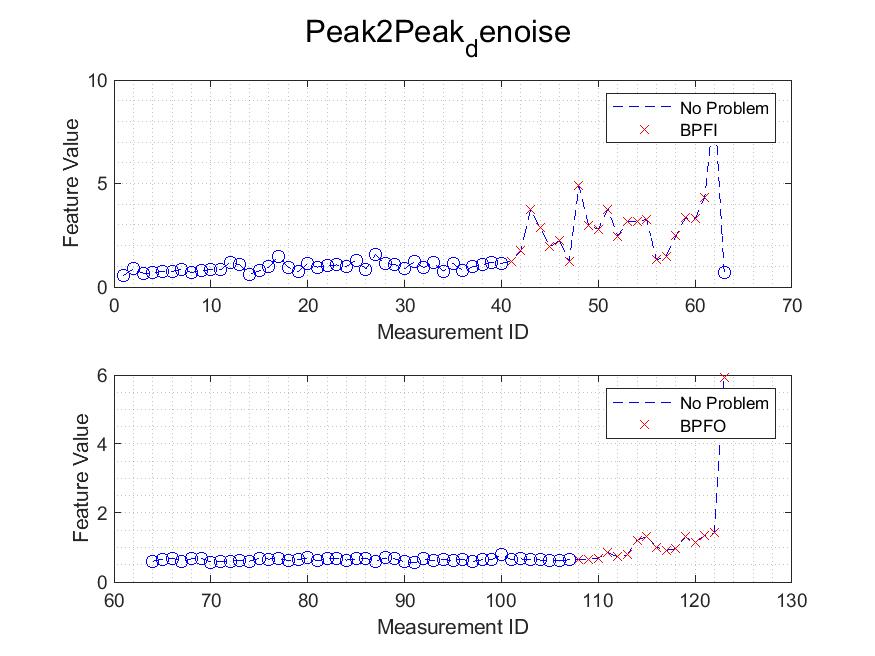 Peak2Peak_denoise
10
5
0
Feature Value
No Problem
BPFI
0 10 20 30 40 50 60 70
Measurement ID
6
4
2
0
Feature Value
No Problem
BPFO
60 70 80 90 100 110 120 130
Measurement ID